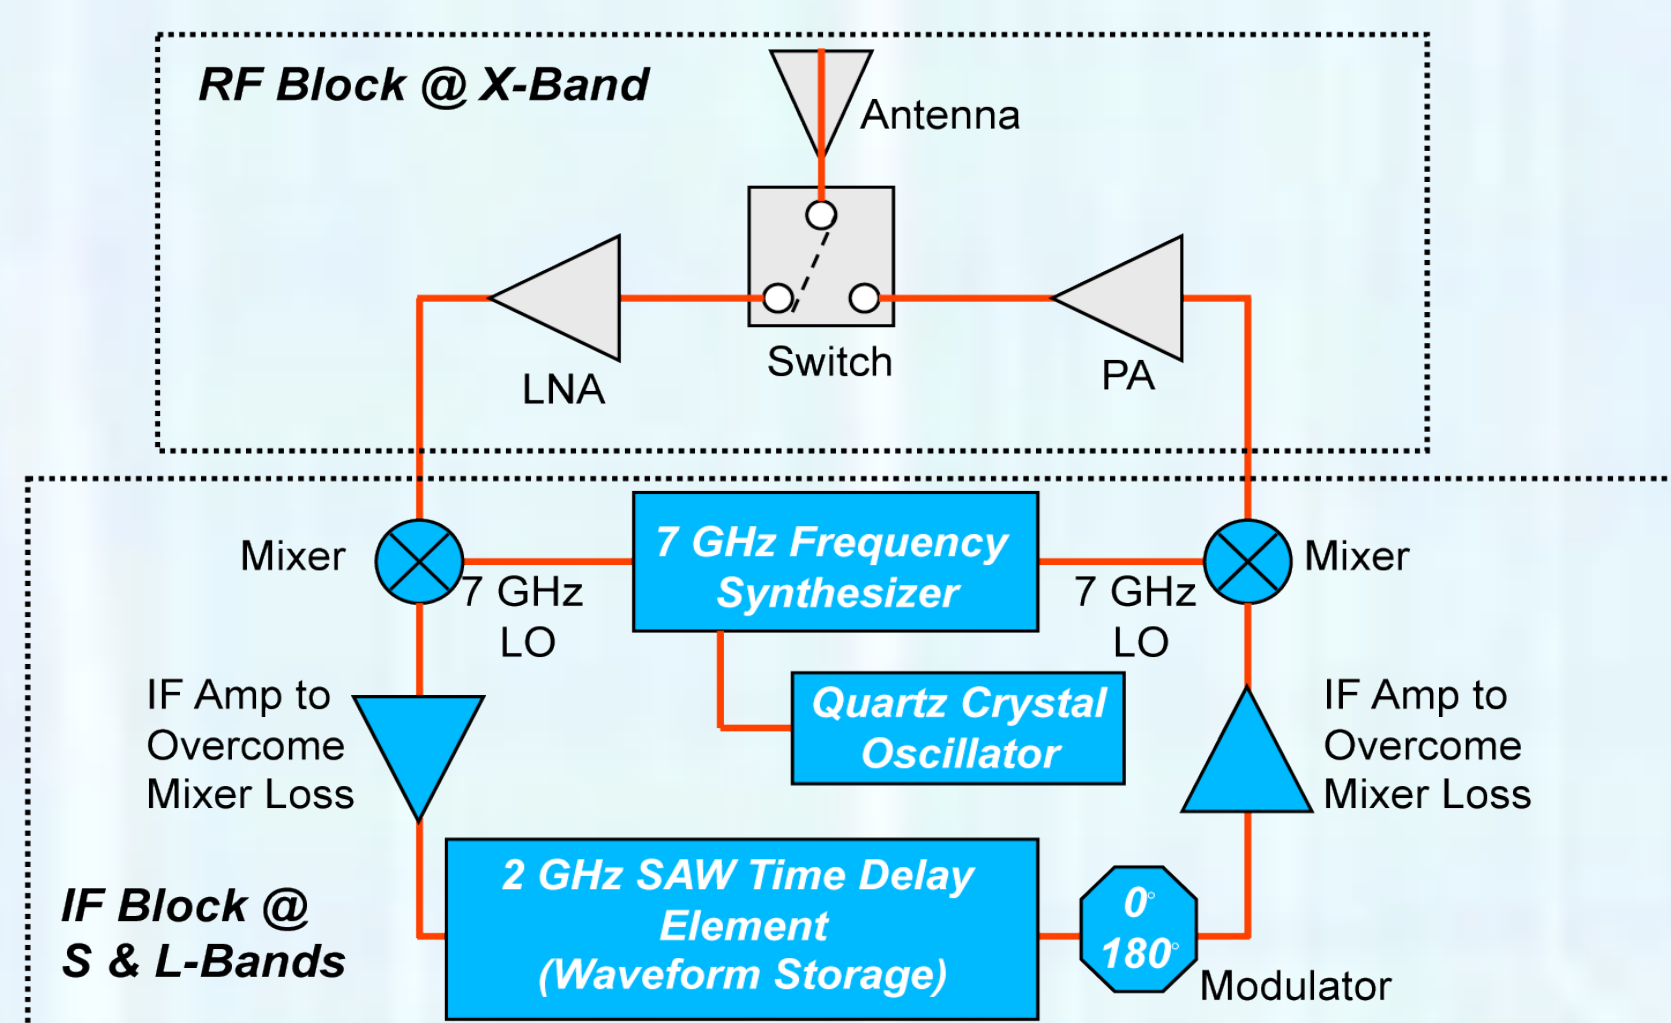 RF Block @ X-Band
Antenna
Switch
LNA
PA
Mixer
7 GHz Frequency
Synthesizer
Mixer
7 GHz
LO
7 GHz
LO
Quartz Crystal
Oscillator
IF Amp to
Overcome
Mixer Loss
IF Amp to
Overcome
Mixer Loss
IF Block @
S & L-Bands
2 GHz SAW Time Delay
Element
(Waveform Storage)
0°
180°
Modulator